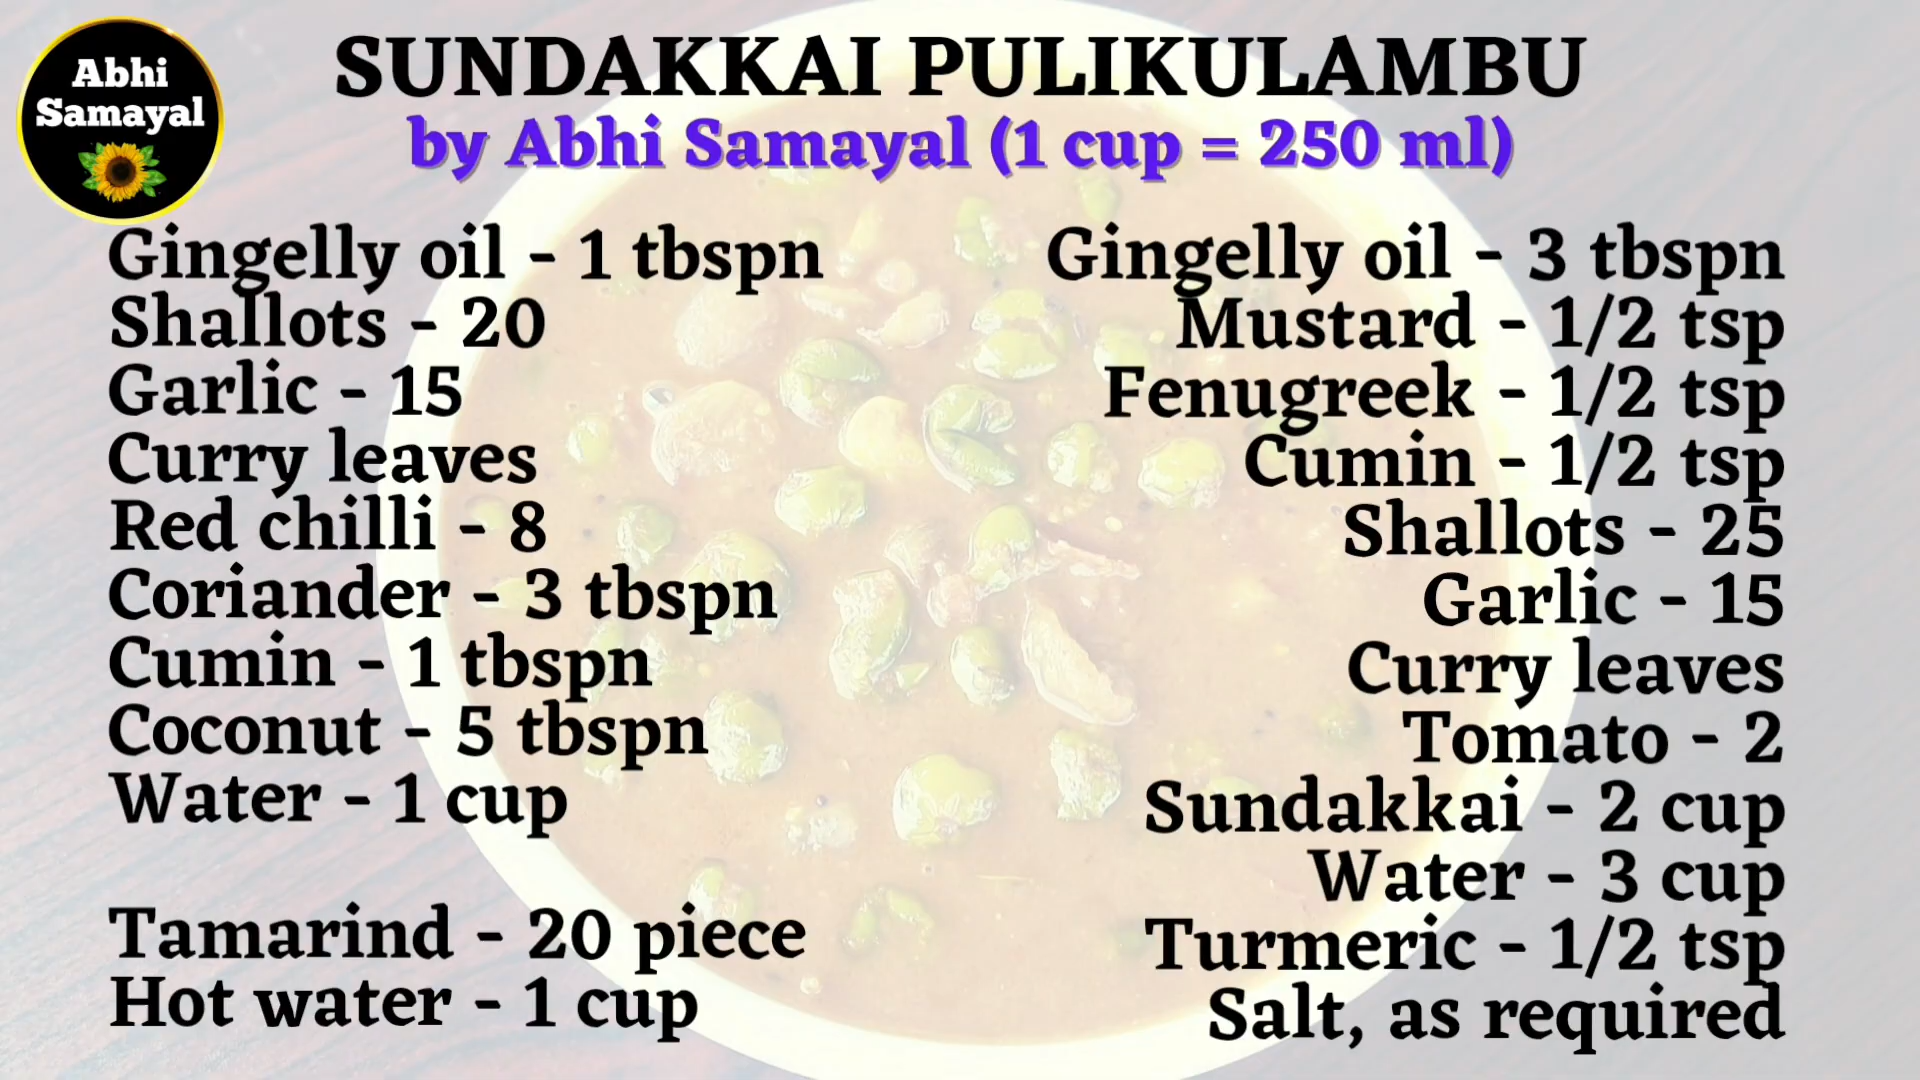 Abhi
Samayal
SUNDAKKAI PULIKULAMBU
by Abhi Samayal (1 cup = 250 ml)
Gingelly oil - 1 tbspn
Shallots - 20
Garlic - 15
Curry leaves
Red chilli - 8
Coriander - 3 tbspn
Cumin - 1 tbspn
Coconut - 5 tbspn
Water - 1 cup
Tamarind - 20 piece
Hot water - 1 cup
Gingelly oil - 3 tbspn
Mustard - 1/2 tsp
Fenugreek - 1/2 tsp
Cumin - 1/2 tsp
Shallots - 25
Garlic - 15
Curry leaves
Tomato - 2
Sundakkai - 2 cup
Water - 3 cup
Turmeric - 1/2 tsp
Salt, as required